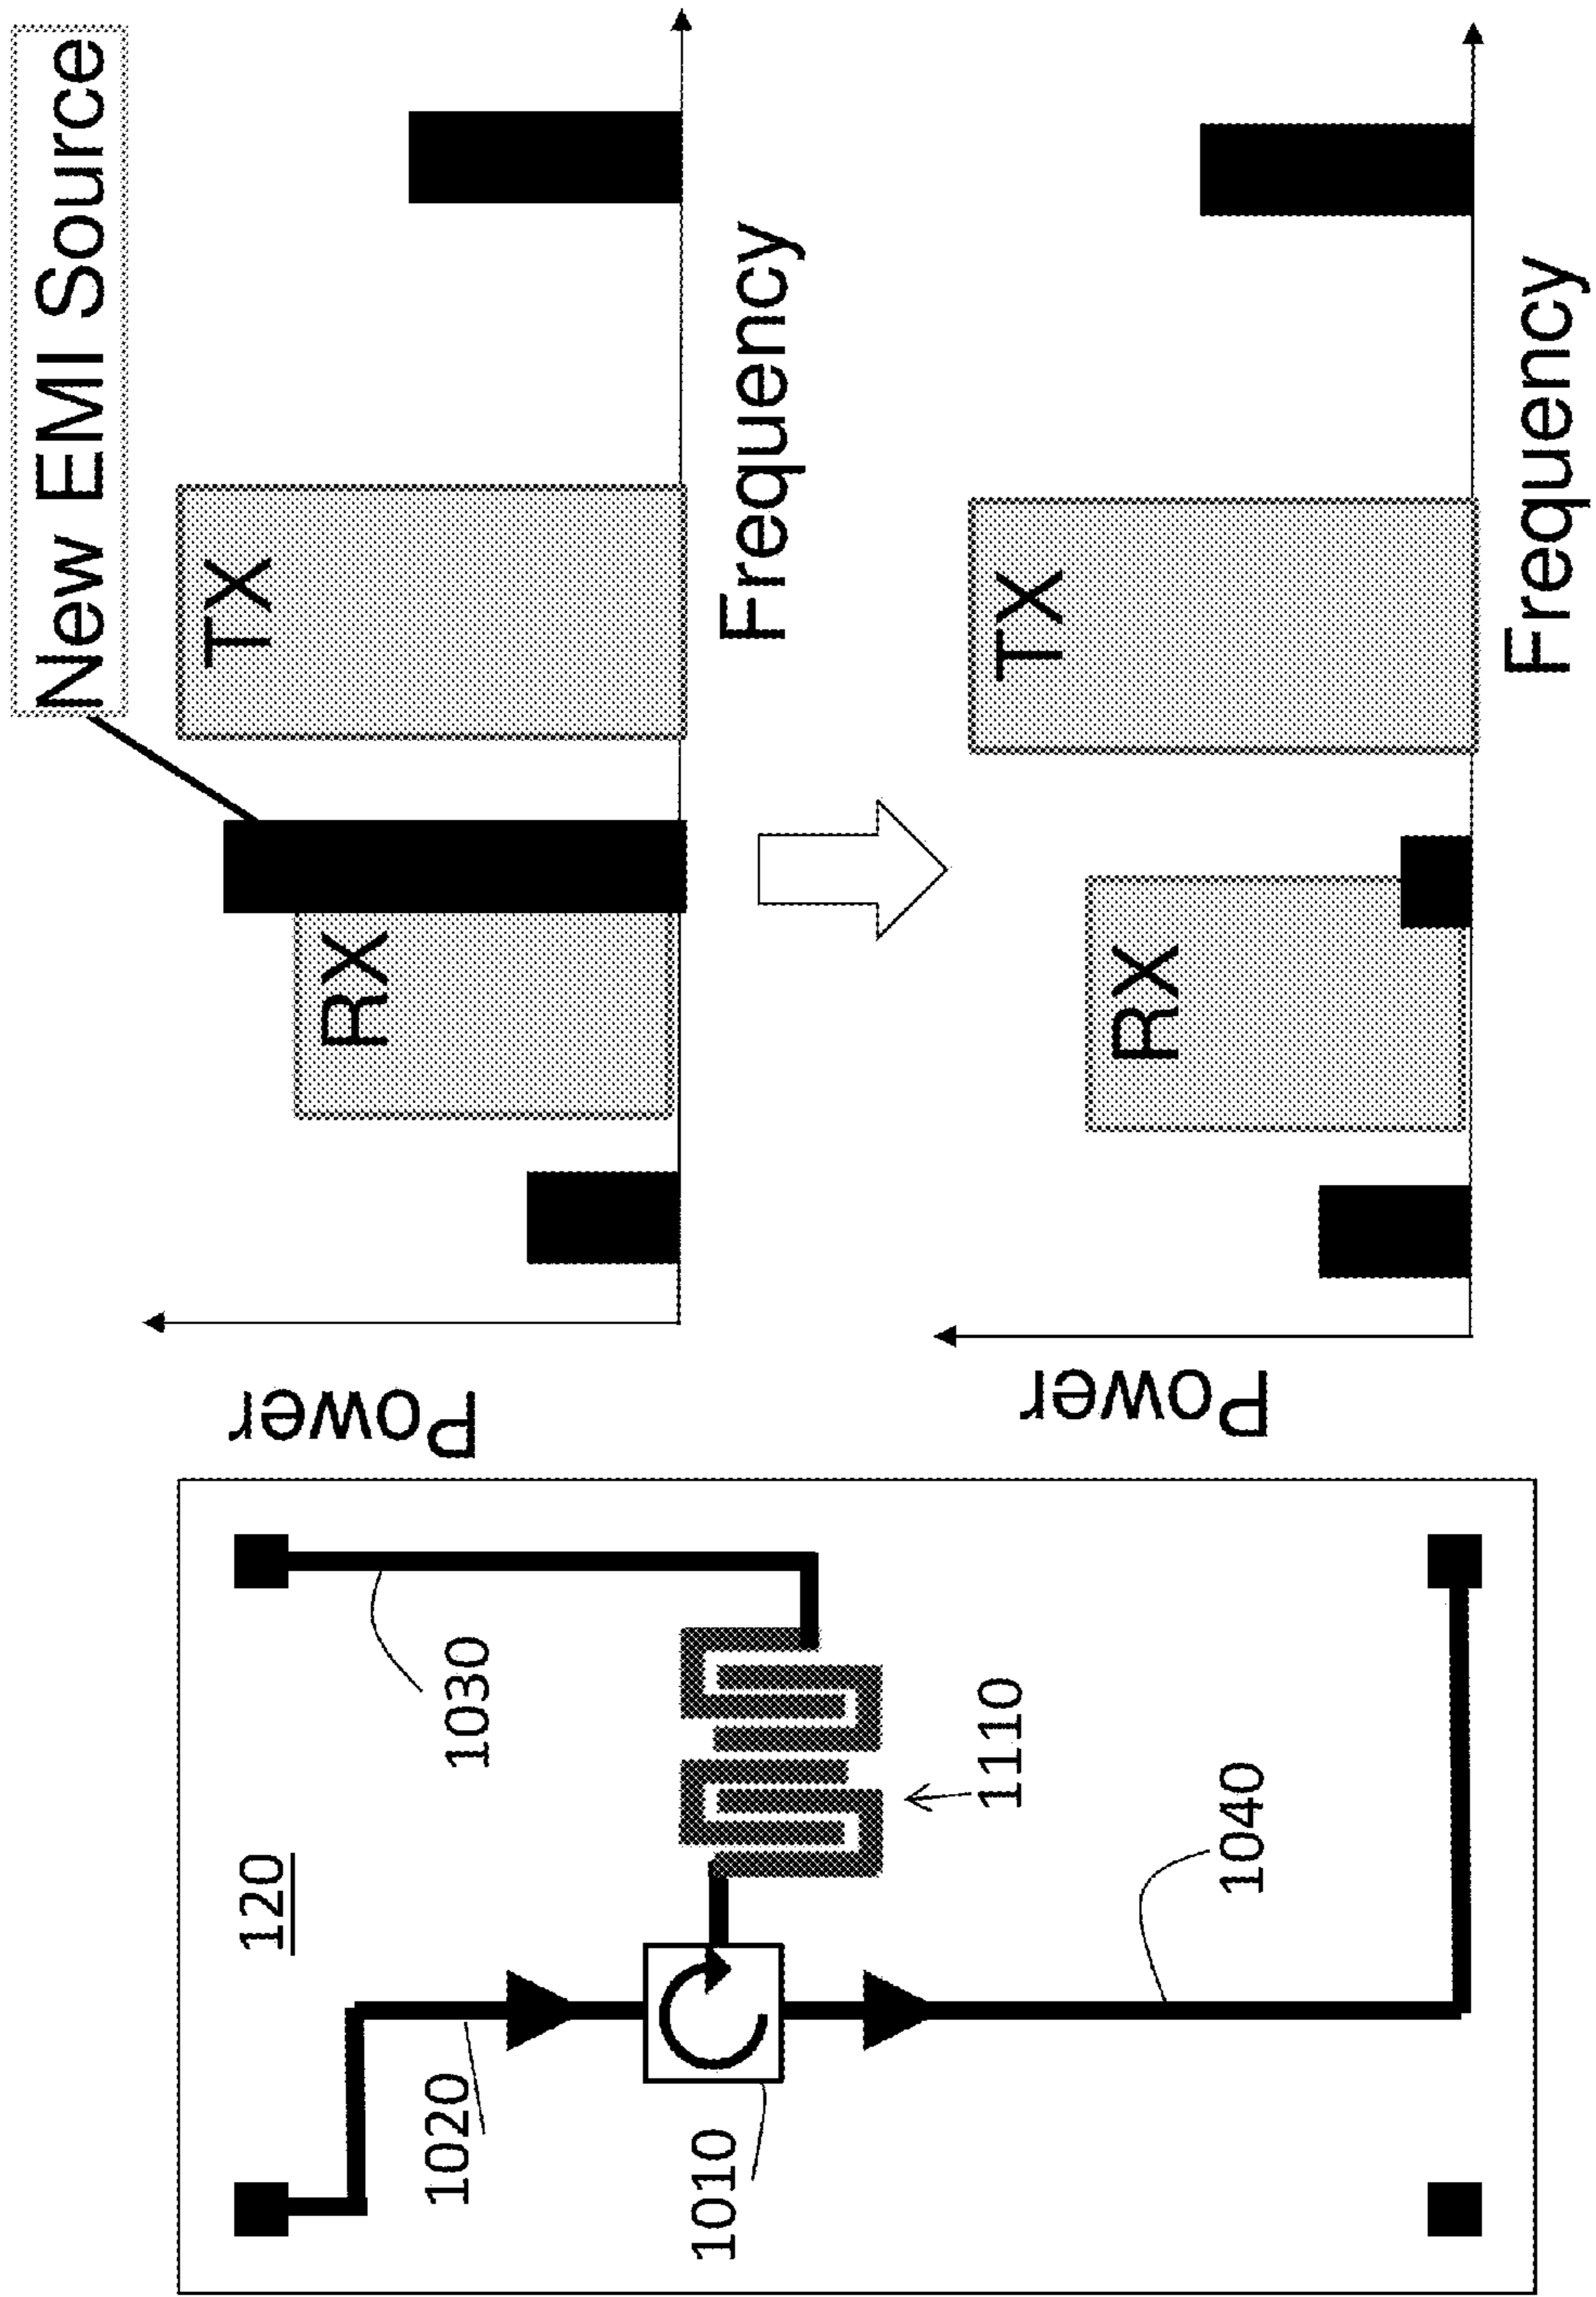 120
1020
1010
1030
1110
1040
New EMI Source
Power
RX
TX
Frequency
Power
RX
TX
Frequency